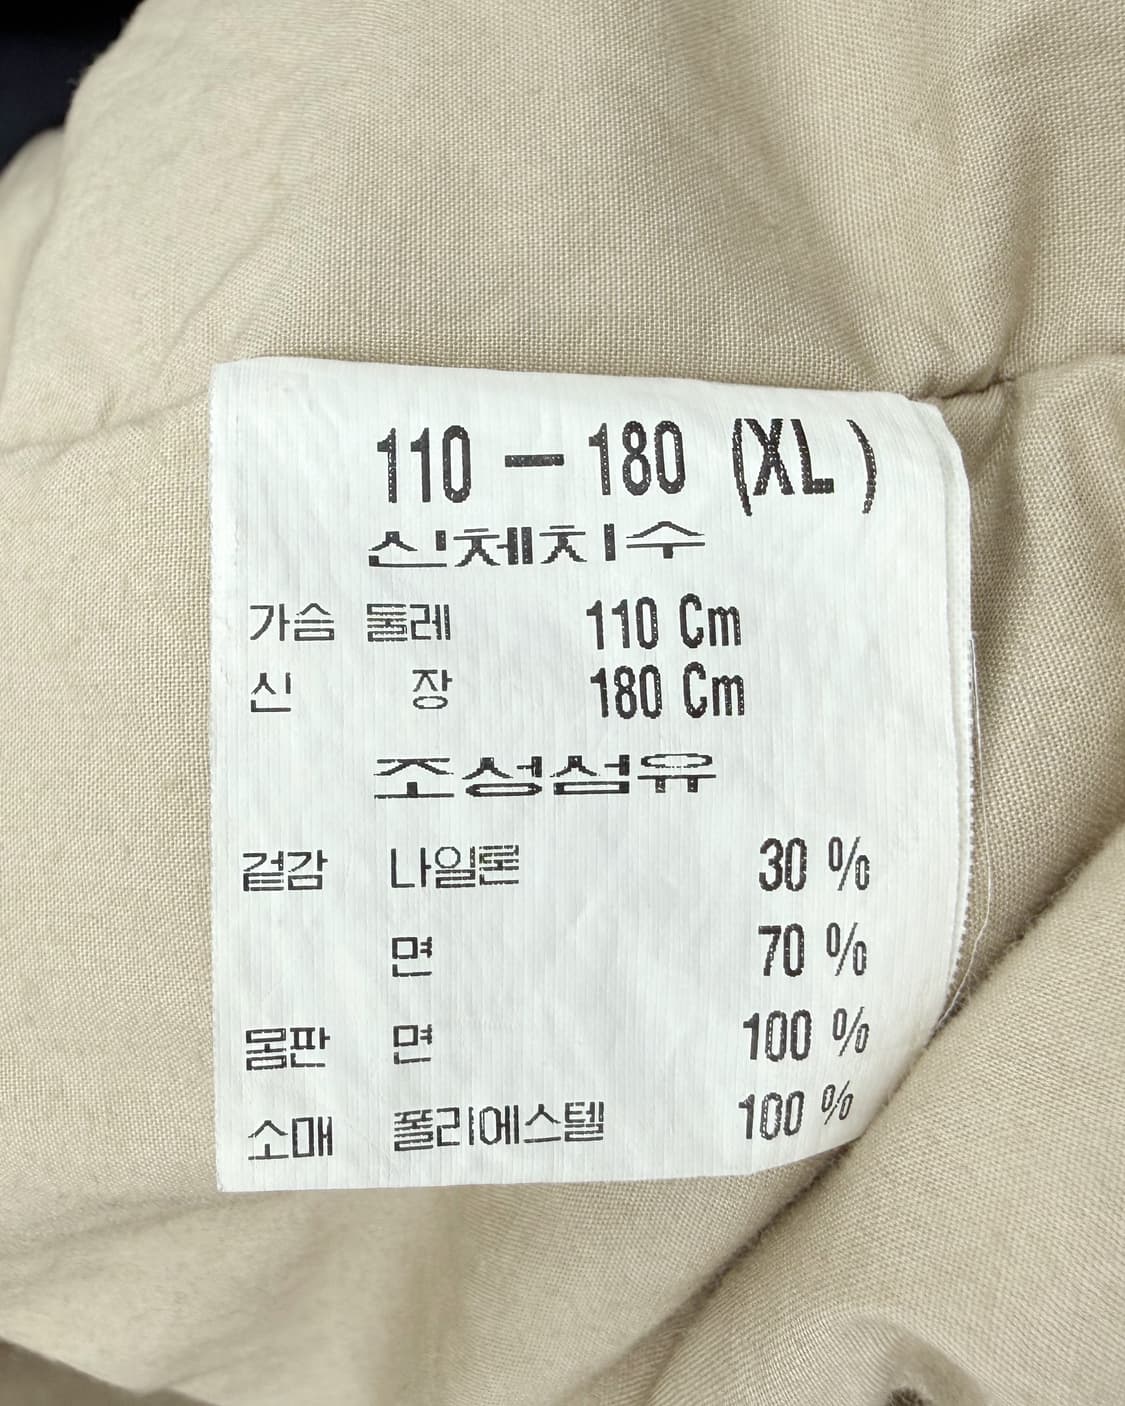 110 - 180 (XL)
신체치수
가슴 둘레 110 Cm
신 장 180 Cm
조성섬유
겉감 나일론 30 %
면 70 %
몸판 면 100 %
소매 폴리에스텔 100 %